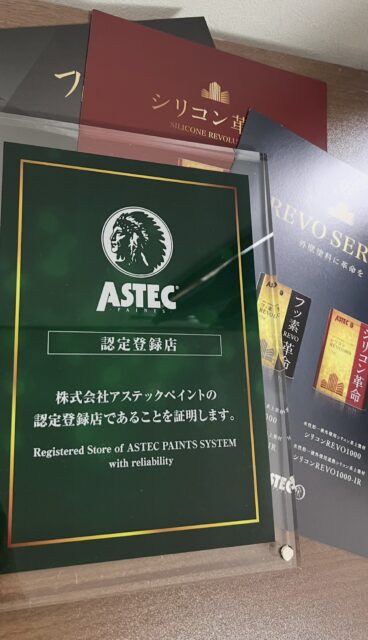 フ
シリコン革
SILICONE REVOLU
REVO SER
外壁塗料に革命を
フッ素
REVO
革命
ASTEC
シリコン革命
シリコンREVO1000
シリコンREVO1000-IR
ASTEC
ASTEC
PAINTS
認定登録店
株式会社アステックペイントの
認定登録店であることを証明します。
Registered Store of ASTEC PAINTS SYSTEM
with reliability